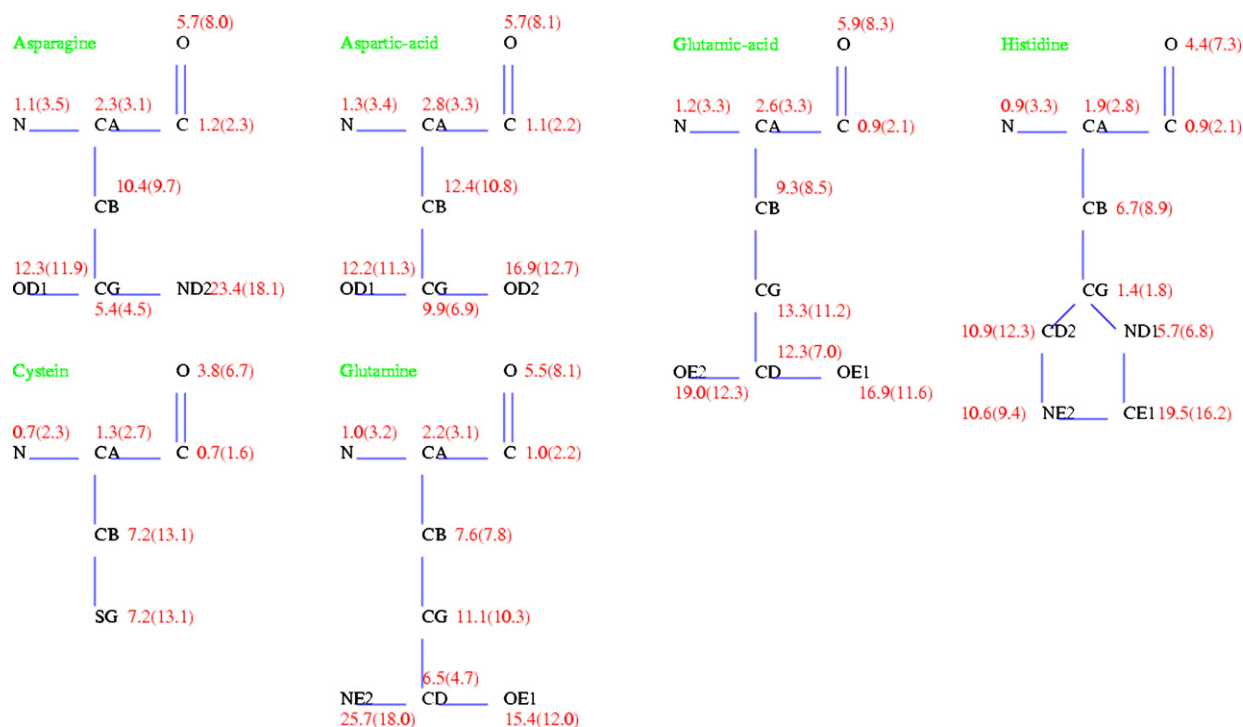 5.7(8.0)
Asparagine O
1.1(3.5) 2.3(3.1)
N CA C 1.2(2.3)
10.4(9.7)
CB
12.3(11.9)
OD1 CG ND2 23.4(18.1)
5.4(4.5)
5.7(8.1)
Aspartic-acid O
1.3(3.4) 2.8(3.3)
N CA C 1.1(2.2)
12.4(10.8)
CB
12.2(11.3) 16.9(12.7)
OD1 CG OD2
9.9(6.9)
5.9(8.3)
Glutamic-acid O
1.2(3.3) 2.6(3.3)
N CA C 0.9(2.1)
9.3(8.5)
CB
CG
13.3(11.2)
12.3(7.0)
OE2 CD OE1
19.0(12.3) 16.9(11.6)
Histidine O 4.4(7.3)
0.9(3.3) 1.9(2.8)
N CA C 0.9(2.1)
CB 6.7(8.9)
CG 1.4(1.8)
10.9(12.3) CD2 ND1 5.7(6.8)
10.6(9.4) NE2 CE1 19.5(16.2)
Cystein O 3.8(6.7)
0.7(2.3) 1.3(2.7)
N CA C 0.7(1.6)
CB 7.2(13.1)
SG 7.2(13.1)
Glutamine O 5.5(8.1)
1.0(3.2) 2.2(3.1)
N CA C 1.0(2.2)
CB 7.6(7.8)
CG 11.1(10.3)
6.5(4.7)
NE2 CD OE1
25.7(18.0) 15.4(12.0)